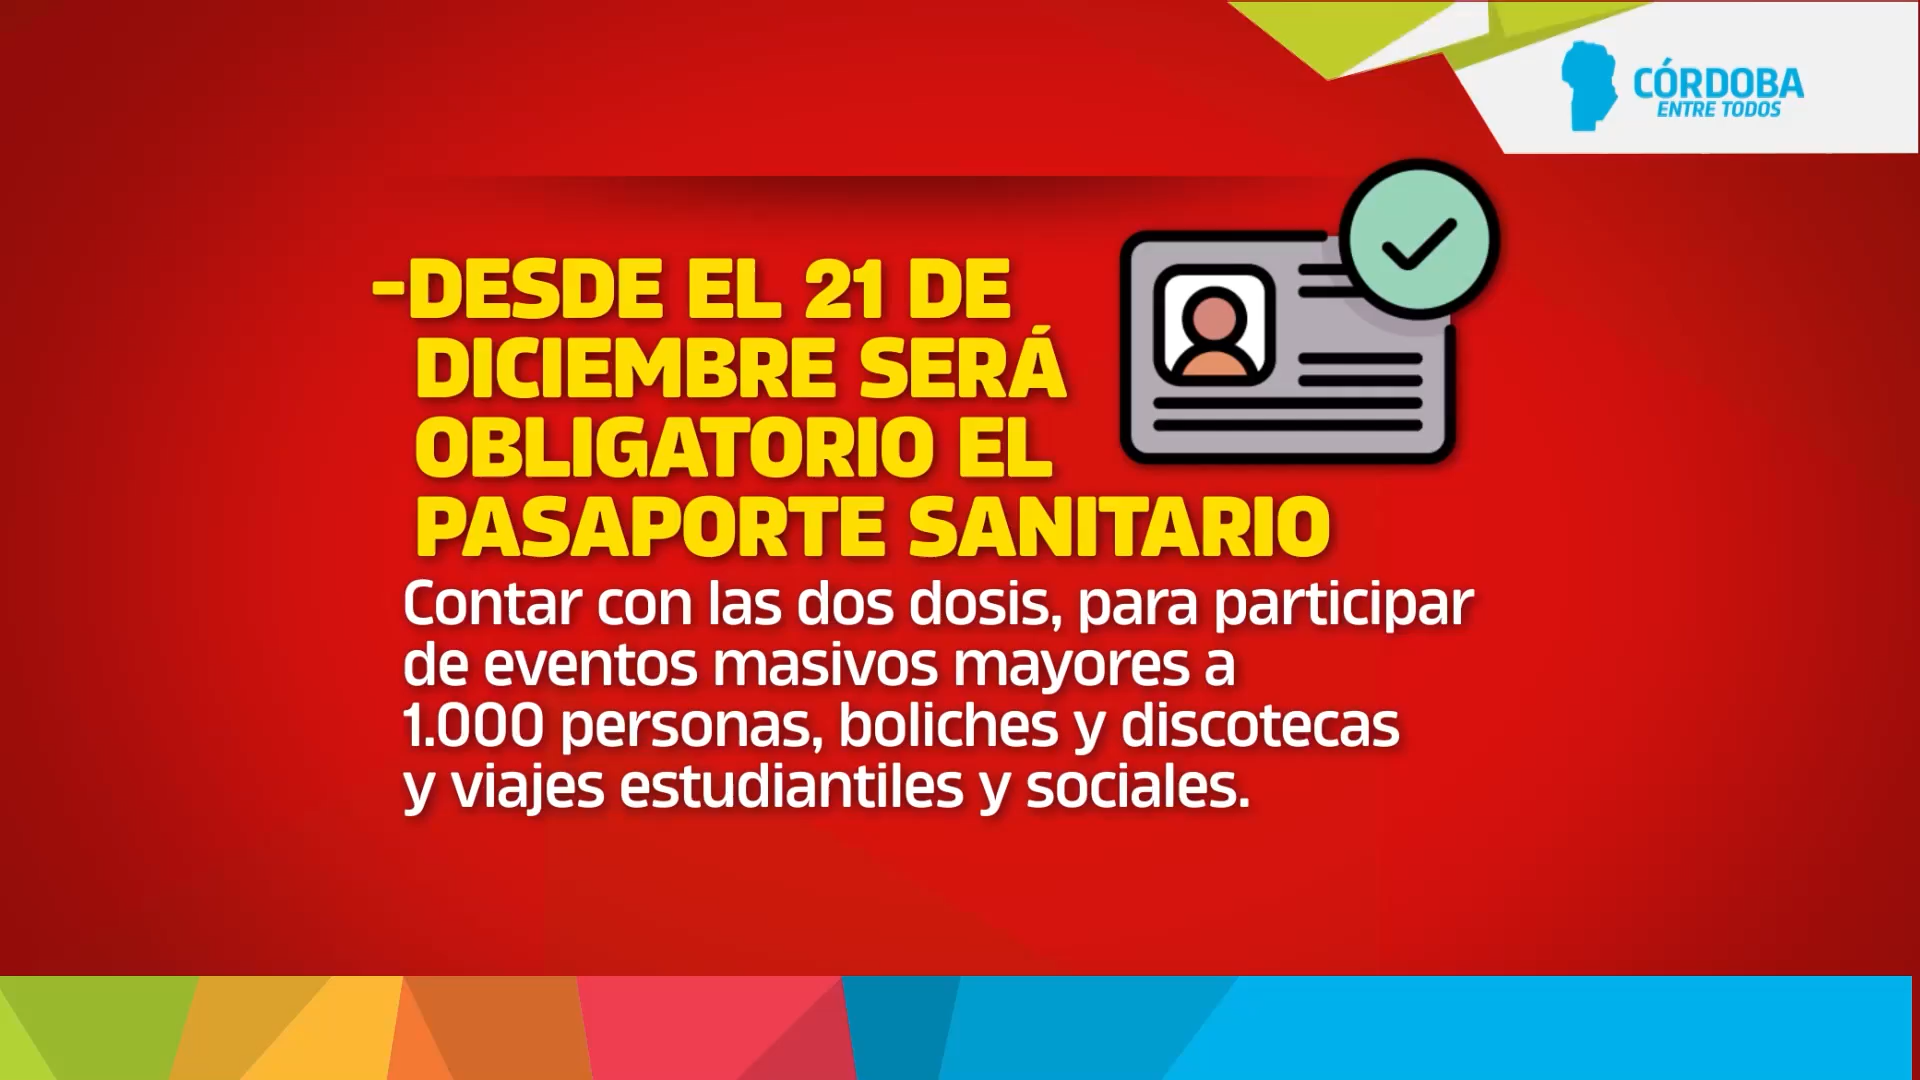 CÓRDOBA
ENTRE TODOS
-DESDE EL 21 DE
DICIEMBRE SERÁ
OBLIGATORIO EL
PASAPORTE SANITARIO
Contar con las dos dosis, para participar
de eventos masivos mayores a
1.000 personas, boliches y discotecas
y viajes estudiantiles y sociales.